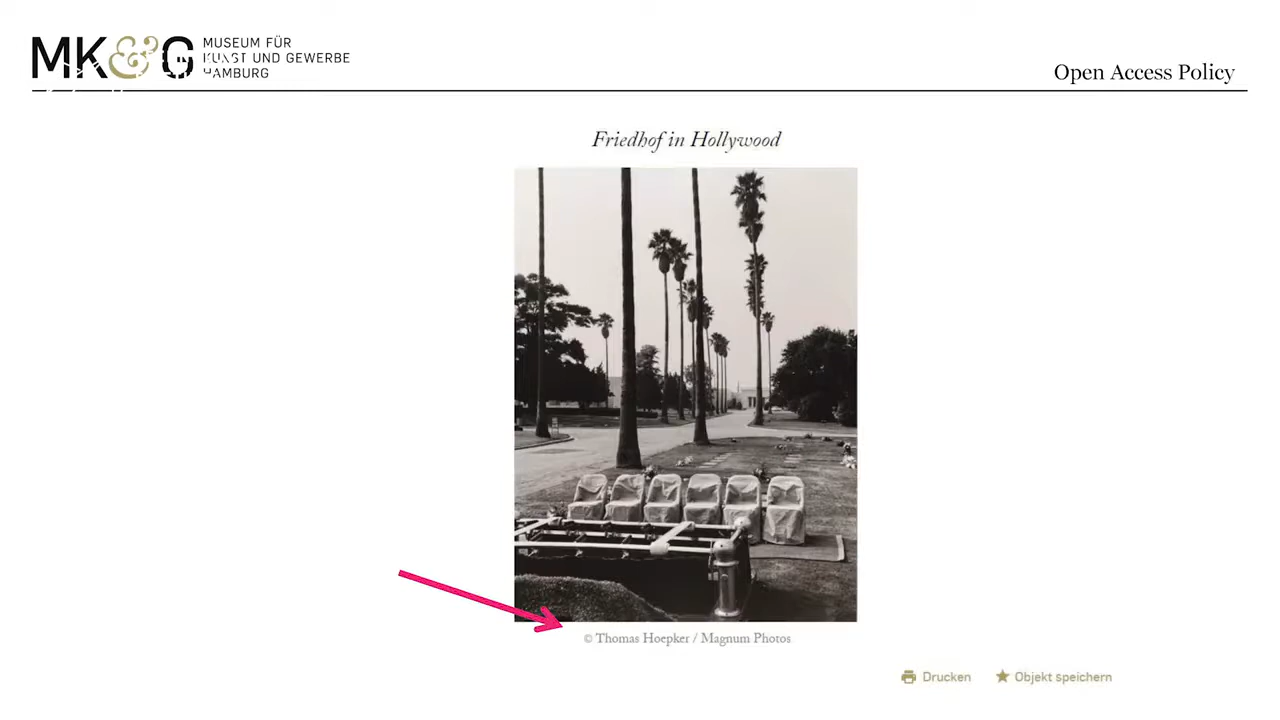 MK&G
MUSEUM FÜR
KUNST UND GEWERBE
HAMBURG
Open Access Policy
Friedhof in Hollywood
© Thomas Hoepker / Magnum Photos
Drucken
Objekt speichern